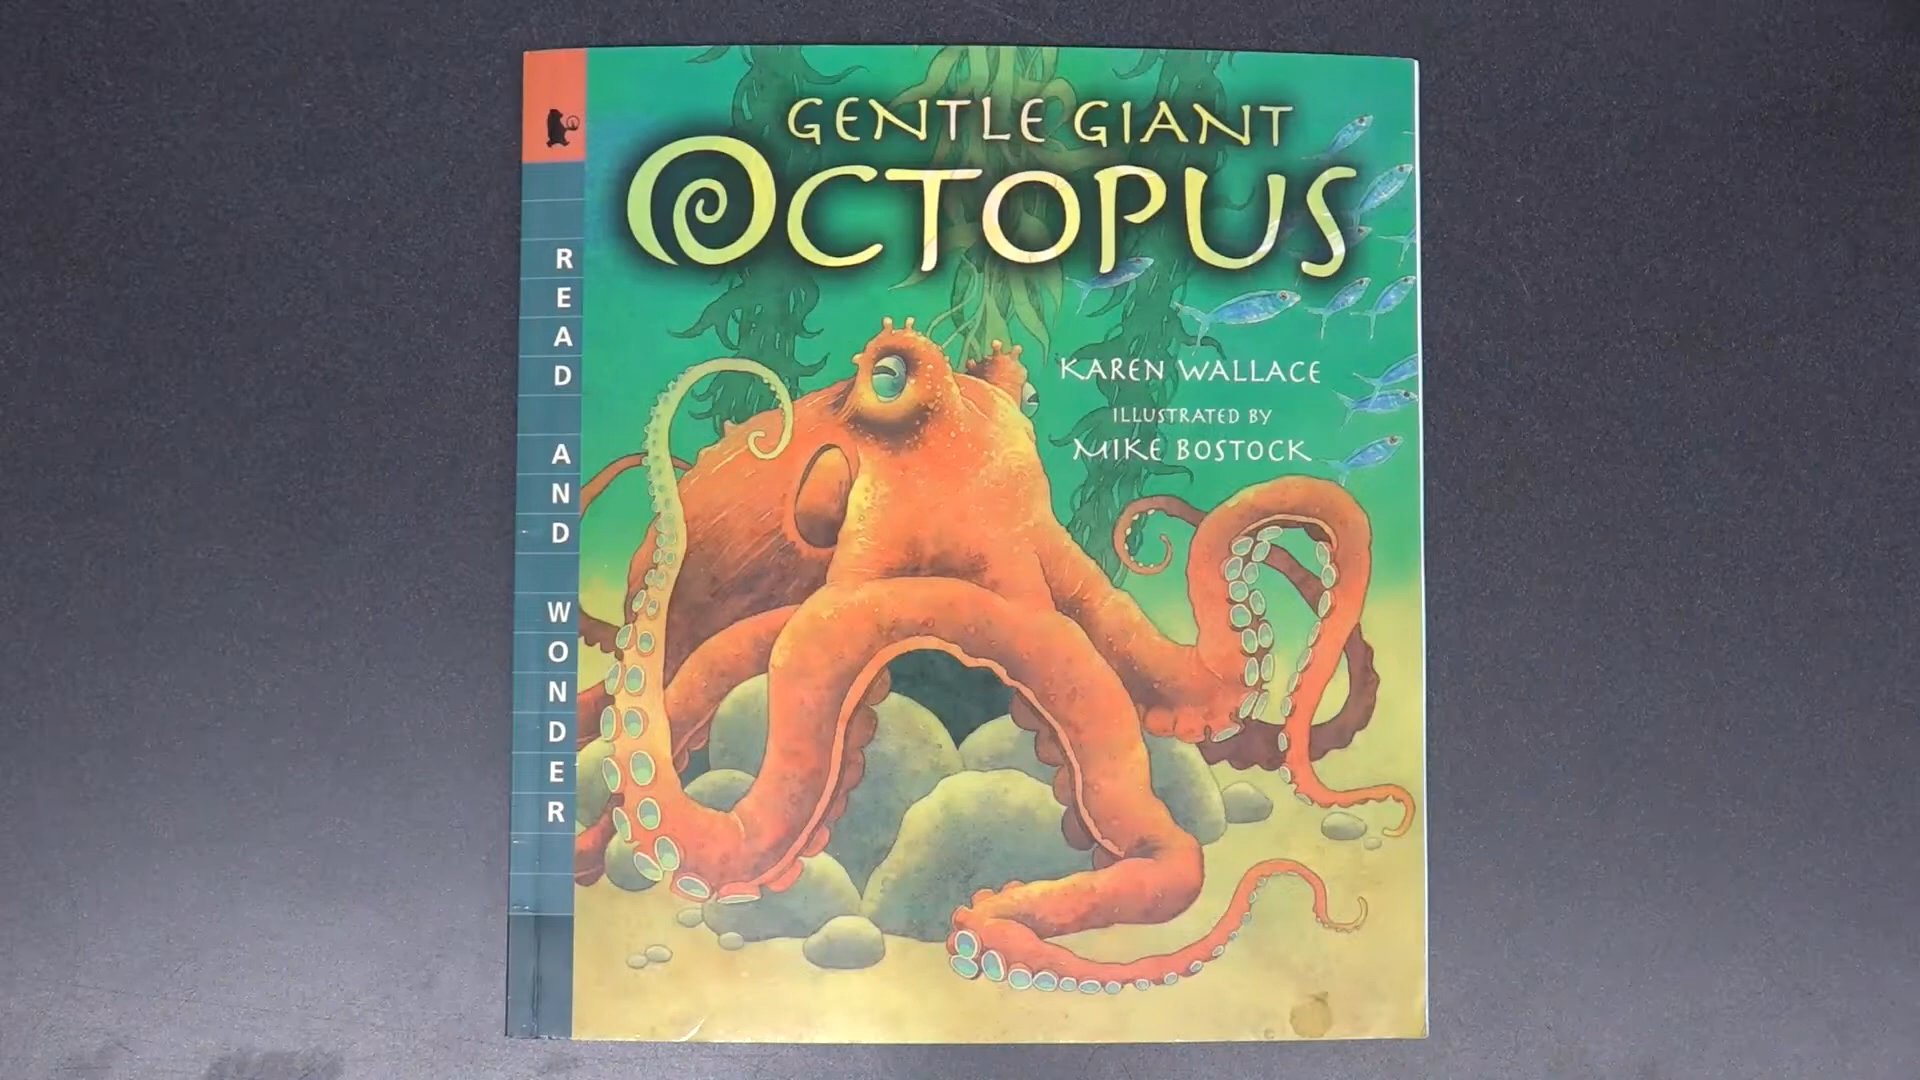 GENTLE GIANT
OCTOPUS
KAREN WALLACE
ILLUSTRATED BY
MIKE BOSTOCK
READ AND WONDER